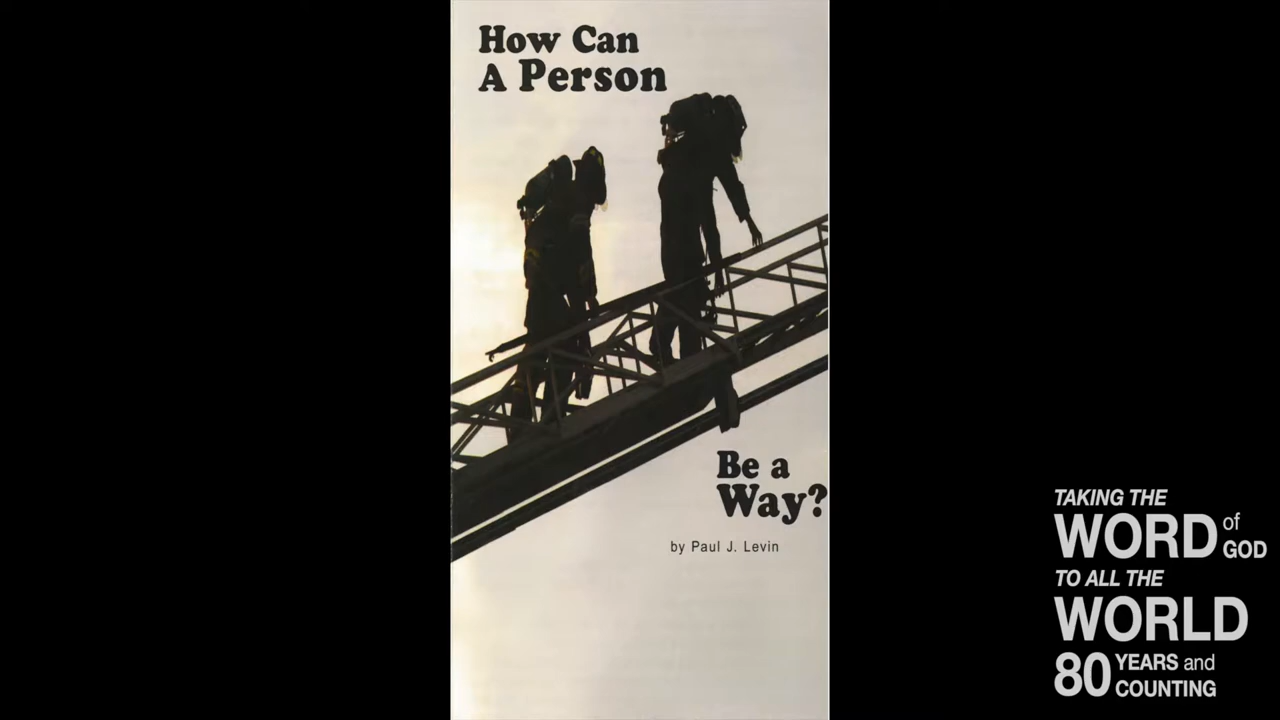 How Can
A Person
Be a
Way?
by Paul J. Levin
TAKING THE
WORD of
GOD
TO ALL THE
WORLD
80 YEARS and
COUNTING